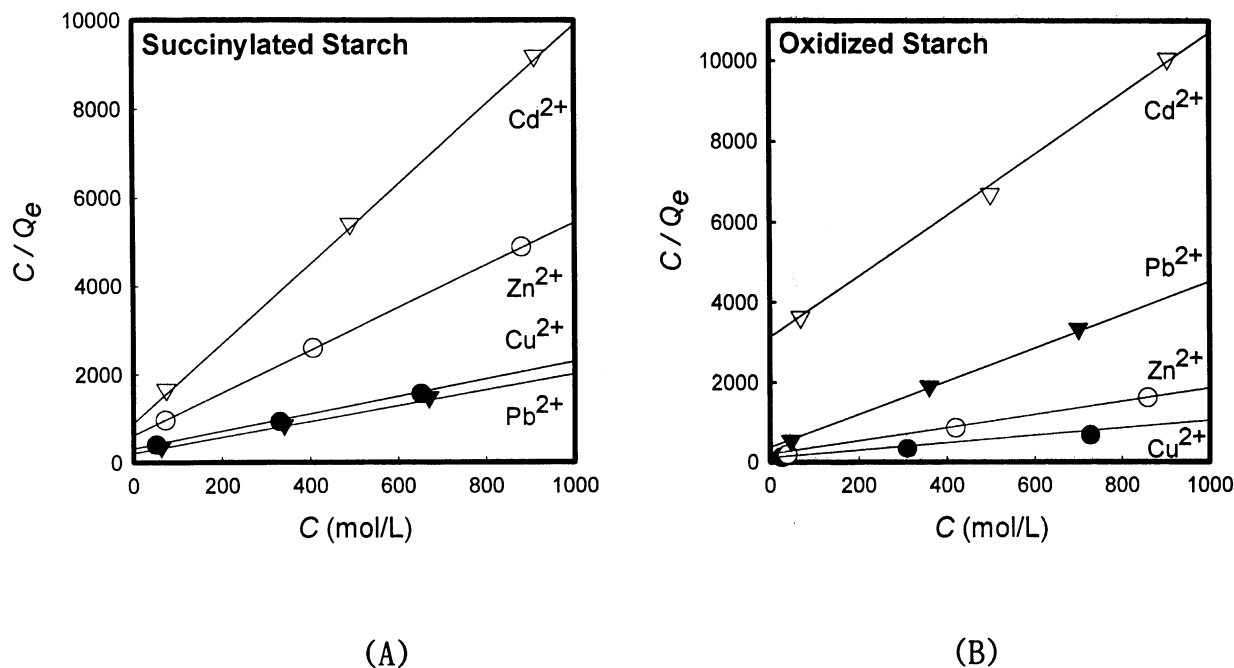 Succinylated Starch
10000
8000
6000
4000
2000
0
C / Qe
Cd2+
Zn2+
Cu2+
Pb2+
0 200 400 600 800 1000
C (mol/L)
(A)
Oxidized Starch
10000
8000
6000
4000
2000
0
C / Qe
Cd2+
Pb2+
Zn2+
Cu2+
0 200 400 600 800 1000
C (mol/L)
(B)